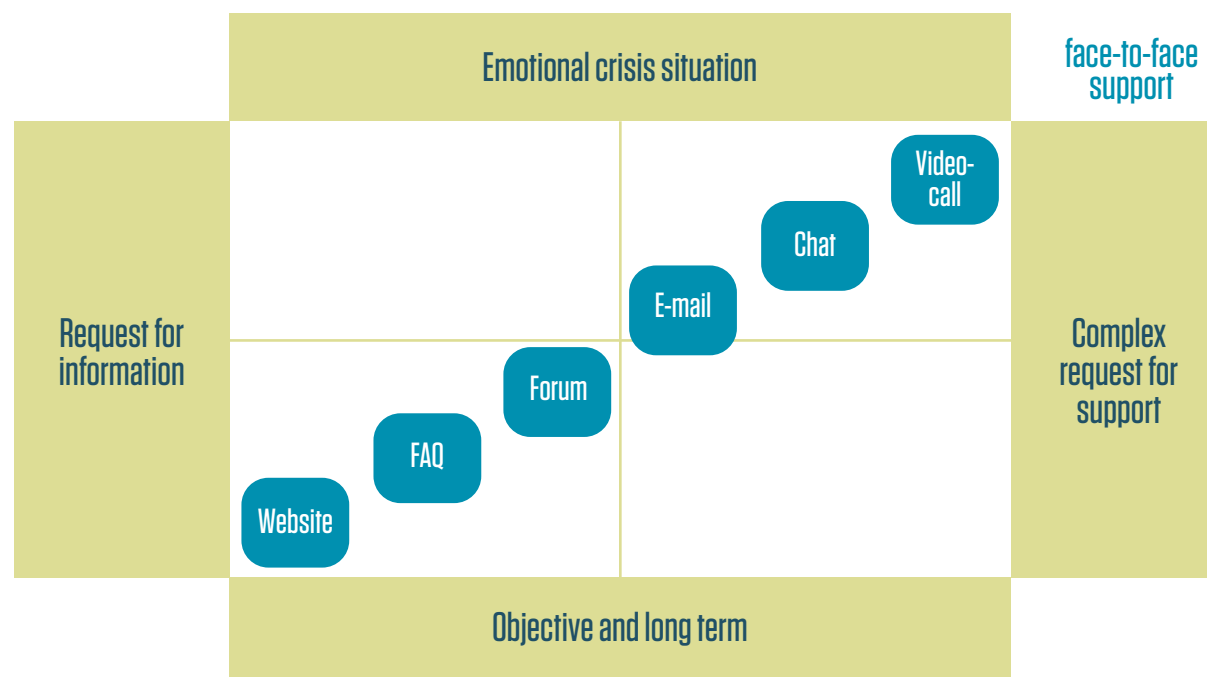 Emotional crisis situation
face-to-face
support
Video-
call
Chat
E-mail
Request for
information
Complex
request for
support
Forum
FAQ
Website
Objective and long term